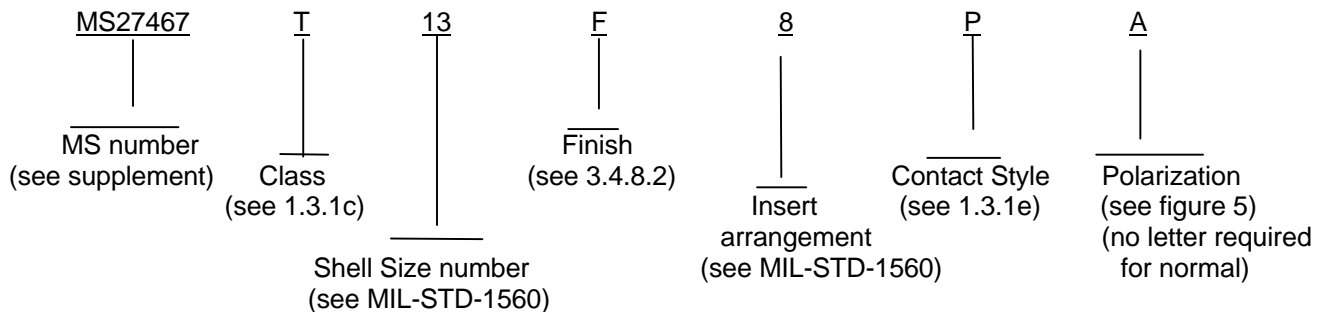 MS27467 T 13 F 8 P A
MS number
(see supplement)
Class
(see 1.3.1c)
Shell Size number
(see MIL-STD-1560)
Finish
(see 3.4.8.2)
Insert
arrangement
(see MIL-STD-1560)
Contact Style
(see 1.3.1e)
Polarization
(see figure 5)
(no letter required
for normal)